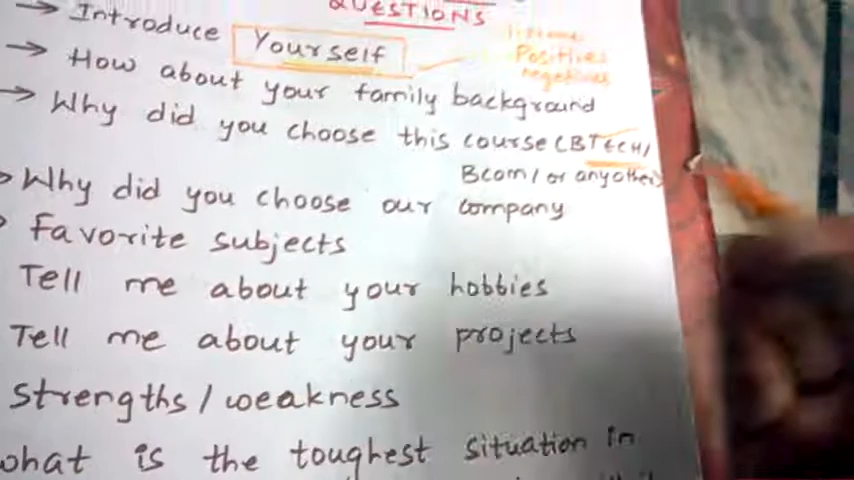 QUESTIONS
→ Introduce Yourself
Positives
negatives
→ How about your family background
→ Why did you choose this course (BTECH/
Bcom/ or anyother)
→ Why did you choose our company
Favorite subjects
Tell me about your hobbies
Tell me about your projects
Strengths / weakness
What is the toughest situation in